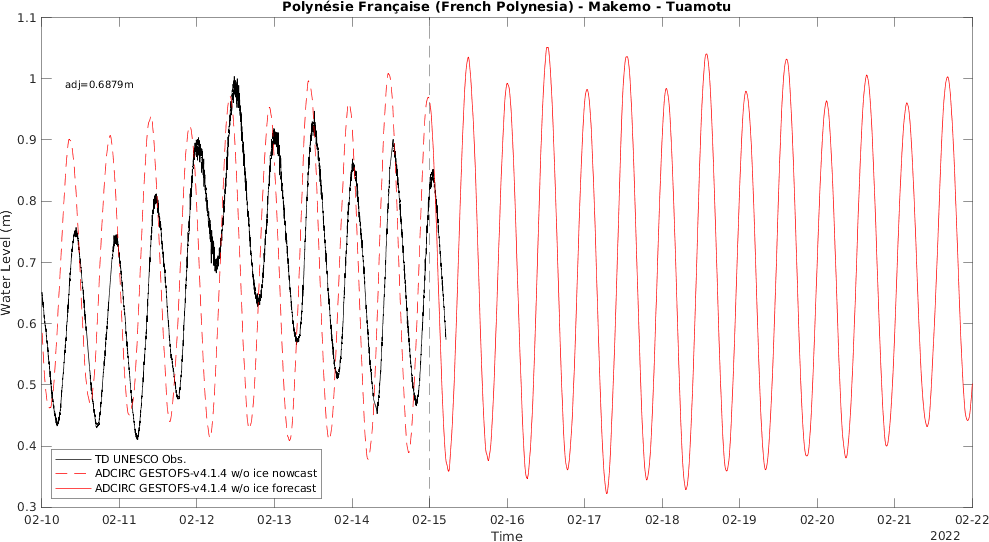 Polynésie Française (French Polynesia) - Makemo - Tuamotu
1.1
1
adj=0.6879m
0.9
0.8
0.7
0.6
0.5
0.4
0.3
Water Level (m)
TD UNESCO Obs.
ADCIRC GESTOFS-v4.1.4 w/o ice nowcast
ADCIRC GESTOFS-v4.1.4 w/o ice forecast
02-10 02-11 02-12 02-13 02-14 02-15 02-16 02-17 02-18 02-19 02-20 02-21 02-22
Time
2022